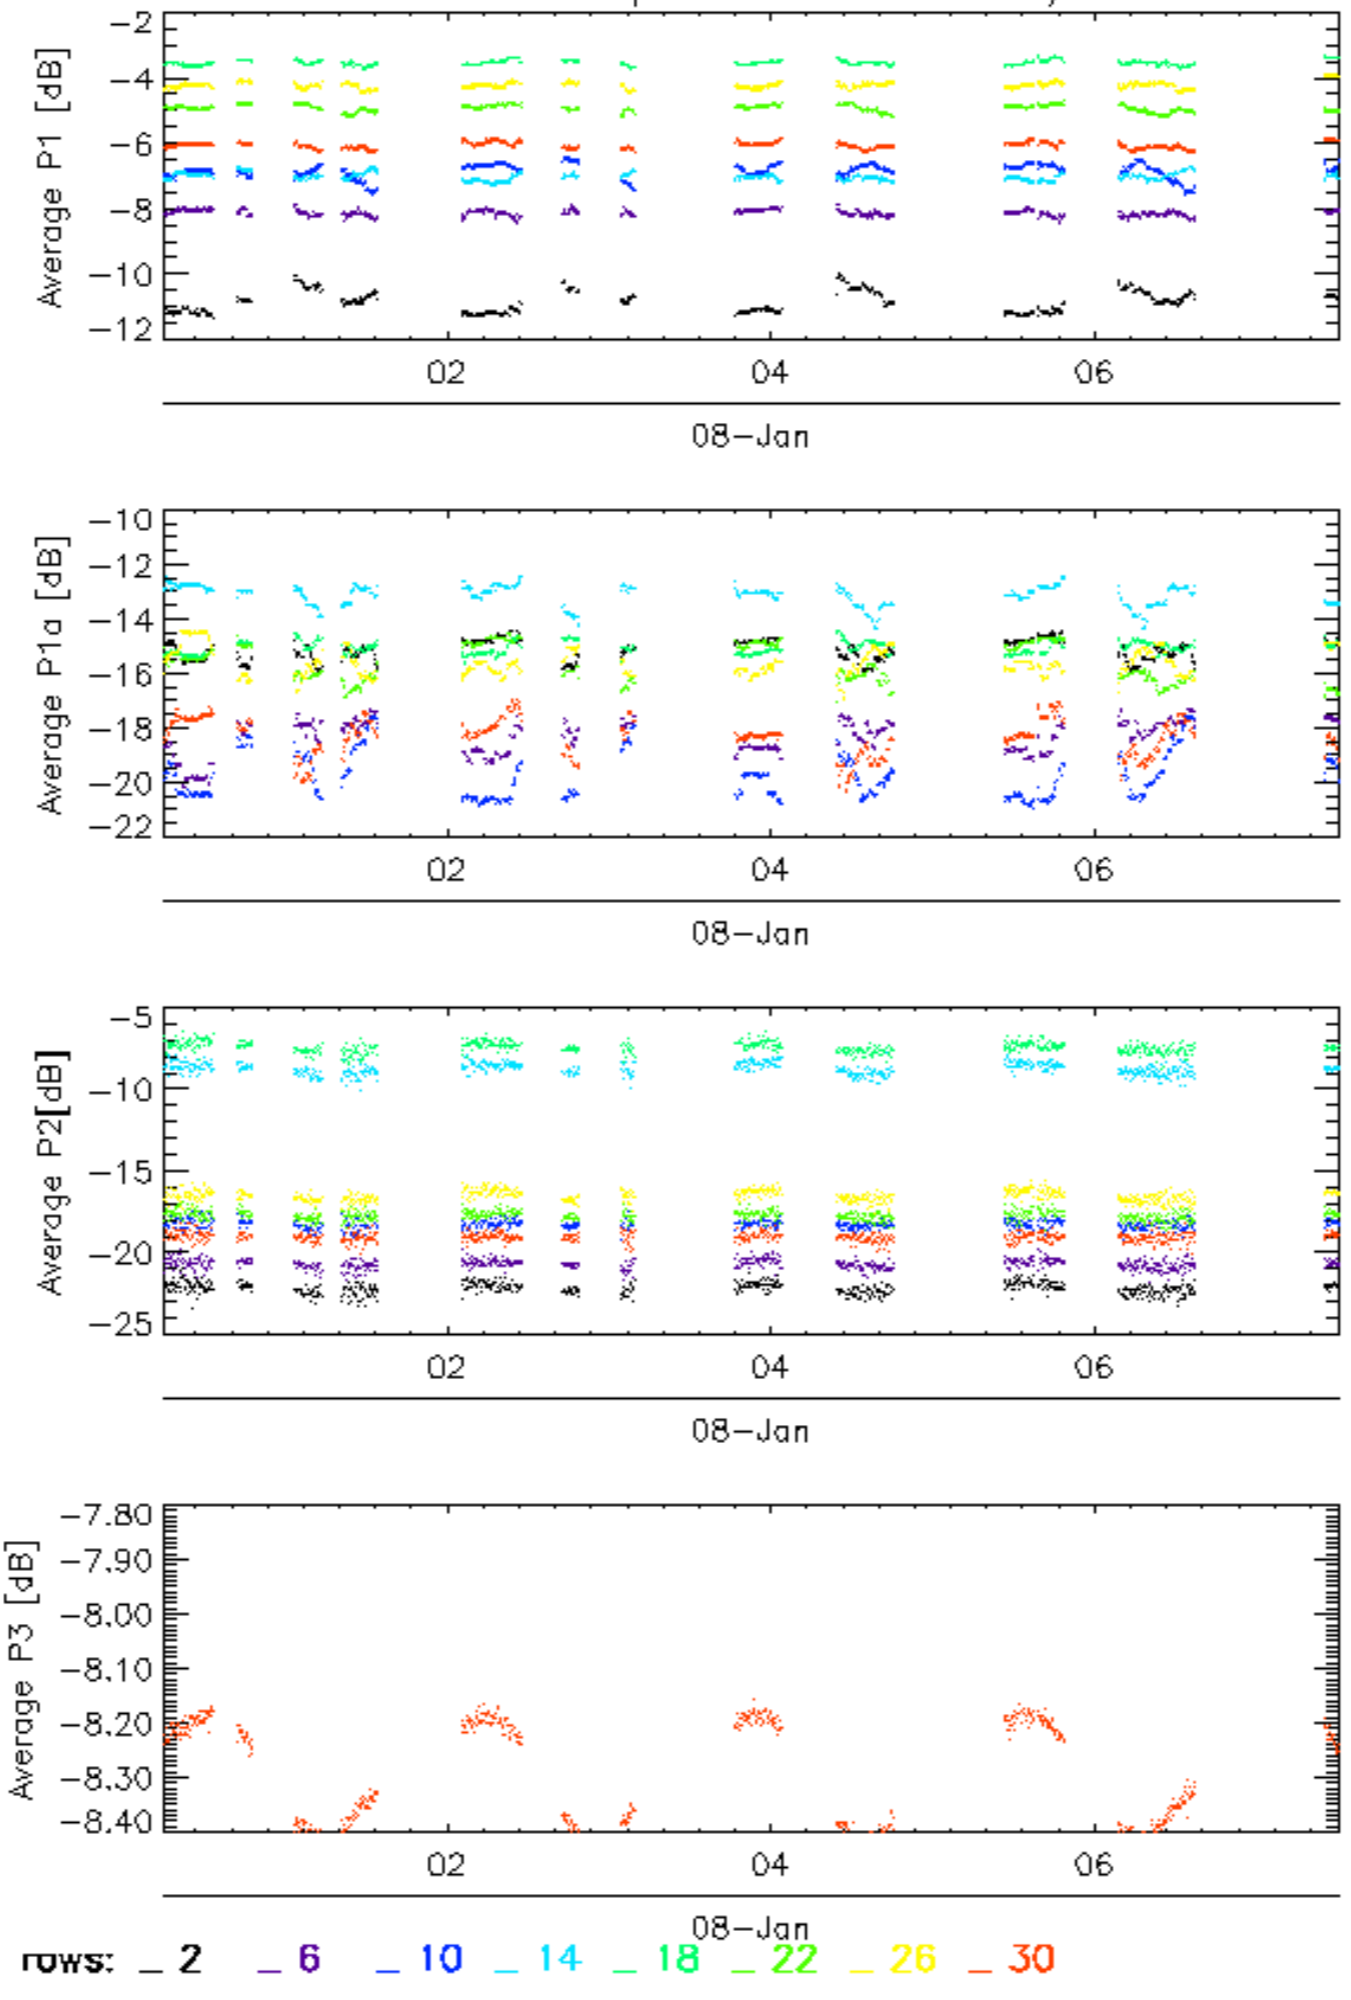 Average P1 [dB]
-2
-4
-6
-8
-10
-12
02 04 06
08-Jan
Average P1a [dB]
-10
-12
-14
-16
-18
-20
-22
02 04 06
08-Jan
Average P2[dB]
-5
-10
-15
-20
-25
02 04 06
08-Jan
Average P3 [dB]
-7.80
-7.90
-8.00
-8.10
-8.20
-8.30
-8.40
02 04 06
08-Jan
rows: _ 2 _ 6 _ 10 _ 14 _ 18 _ 22 _ 26 _ 30